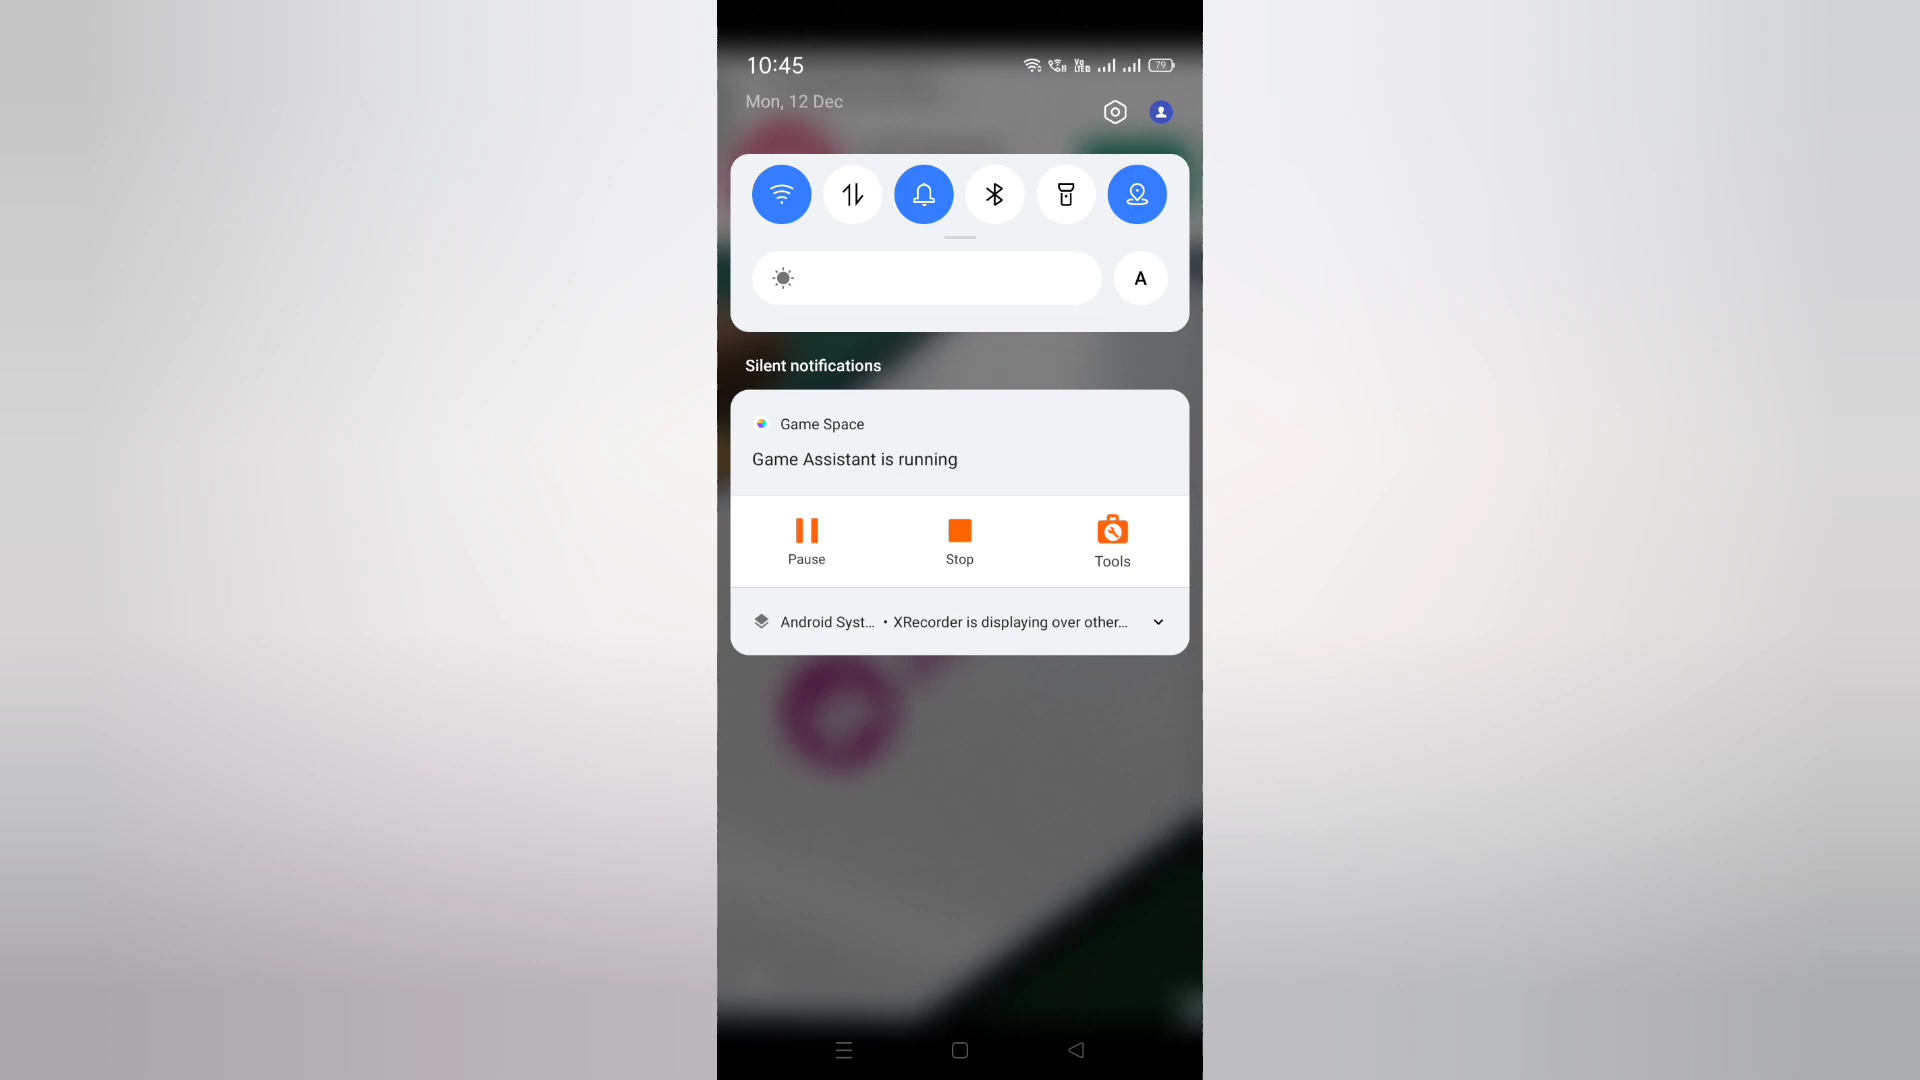 10:45
79
Mon, 12 Dec
A
Silent notifications
Game Space
Game Assistant is running
Pause
Stop
Tools
Android Syst... • XRecorder is displaying over other...